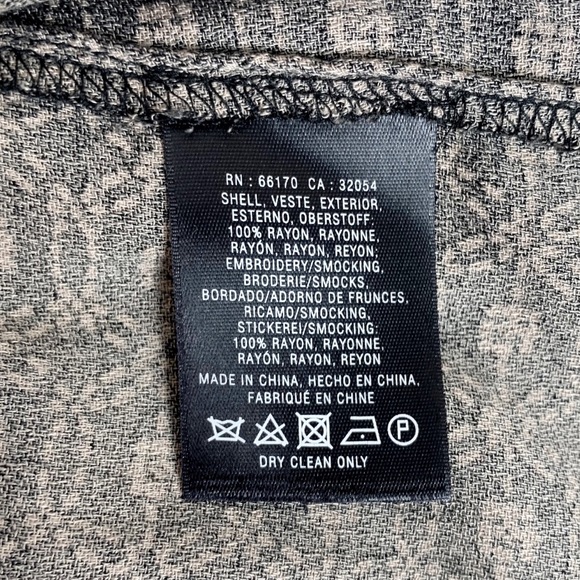 RN : 66170 CA : 32054
SHELL, VESTE, EXTERIOR,
ESTERNO, OBERSTOFF:
100% RAYON, RAYONNE,
RAYÓN, RAYON, REYON;
EMBROIDERY/SMOCKING,
BRODERIE/SMOCKS,
BORDADO/ADORNO DE FRUNCES,
RICAMO/SMOCKING,
STICKEREI/SMOCKING:
100% RAYON, RAYONNE,
RAYÓN, RAYON, REYON
MADE IN CHINA, HECHO EN CHINA,
FABRIQUÉ EN CHINE
P
DRY CLEAN ONLY